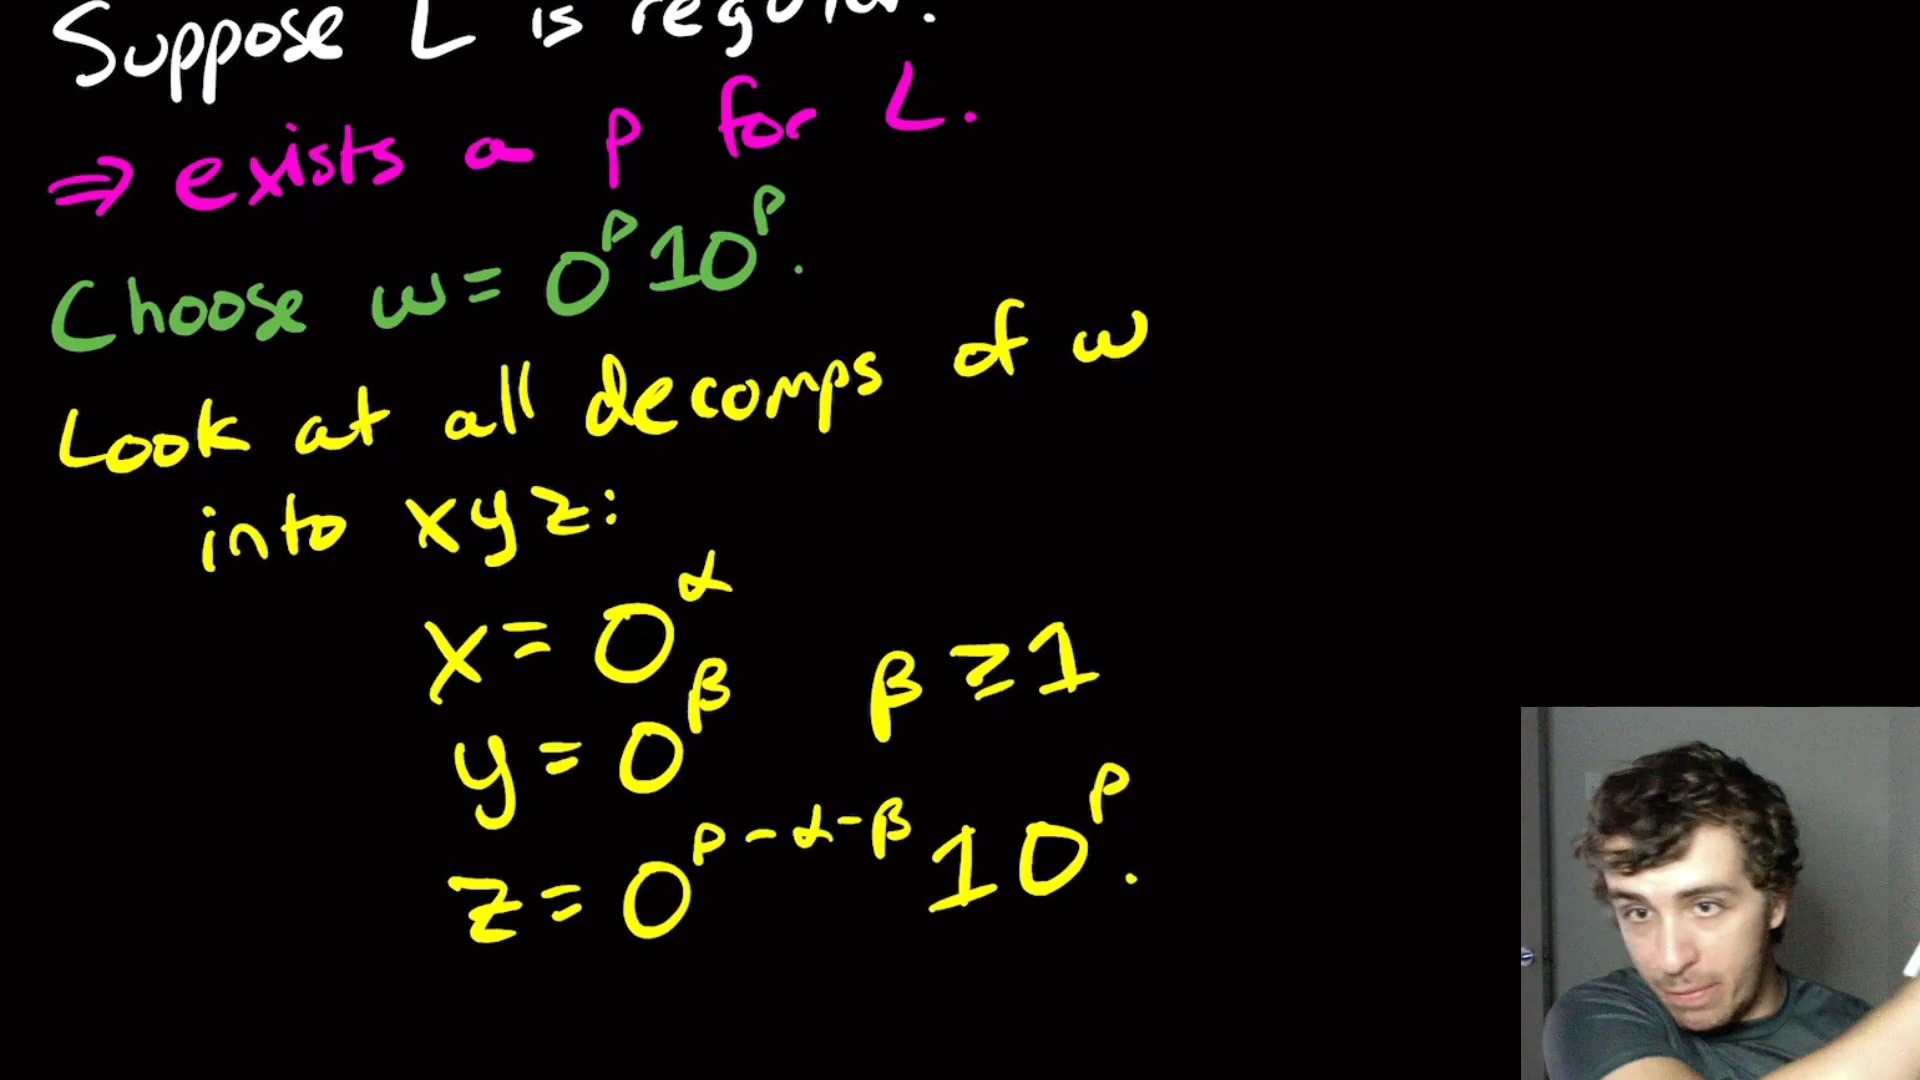 Suppose L is regular.
⇒ exists a p for L.
Choose w = 0^p 1 0^p.
Look at all decomps of w
into xyz:
x = 0^α
y = 0^β   β ≥ 1
z = 0^(p-α-β) 1 0^p.